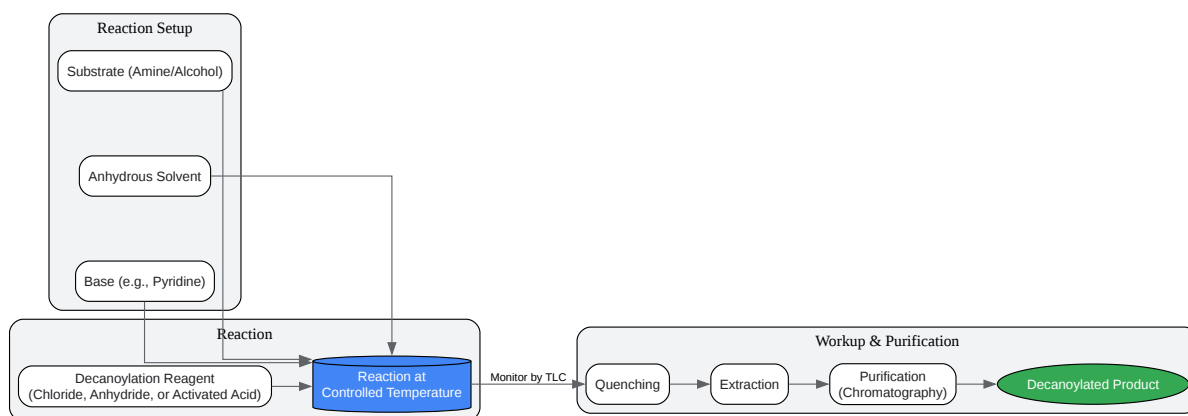 Reaction Setup
Substrate (Amine/Alcohol)
Anhydrous Solvent
Base (e.g., Pyridine)
Reaction
Decanoylation Reagent
(Chloride, Anhydride, or Activated Acid)
Reaction at
Controlled Temperature
Monitor by TLC
Workup & Purification
Quenching
Extraction
Purification
(Chromatography)
Decanoylated Product